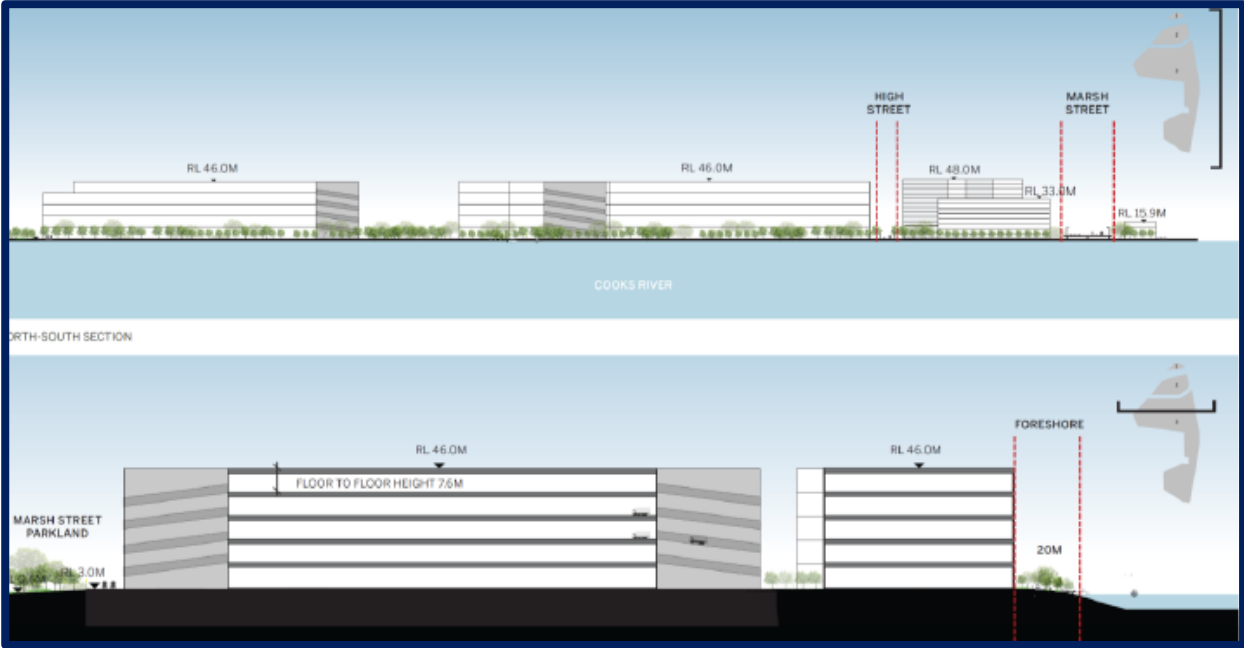 HIGH
STREET
MARSH
STREET
RL 46.0M
RL 46.0M
RL 48.0M
RL 33.0M
RL 15.9M
COOKS RIVER
ORTH-SOUTH SECTION
FORESHORE
RL 46.0M
RL 46.0M
FLOOR TO FLOOR HEIGHT 7.6M
MARSH STREET
PARKLAND
20M
RL 3.0M